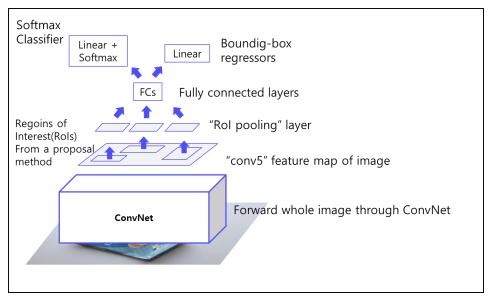 Softmax
Classifier
Linear +
Softmax
Linear
Boundig-box
regressors
FCs
Fully connected layers
Regoins of
Interest(RoIs)
From a proposal
method
"RoI pooling" layer
"conv5" feature map of image
ConvNet
Forward whole image through ConvNet